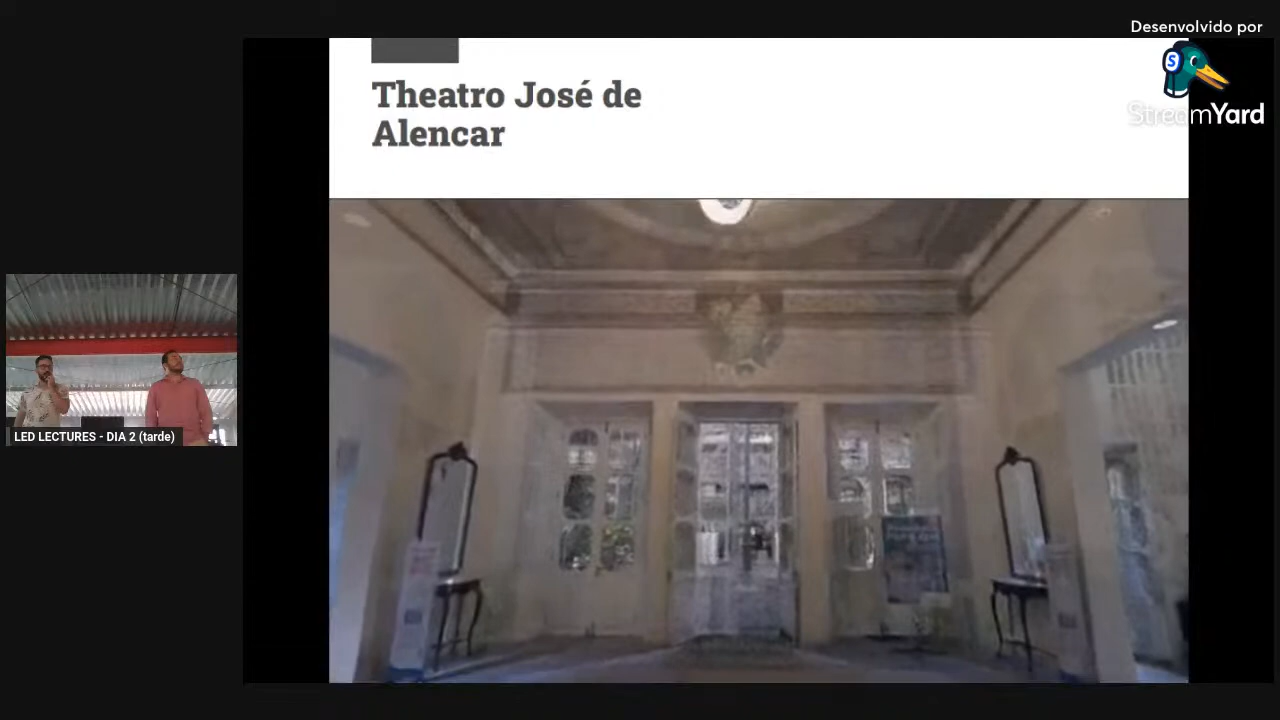 Desenvolvido por
StreamYard
Theatro José de
Alencar
LED LECTURES - DIA 2 (tarde)